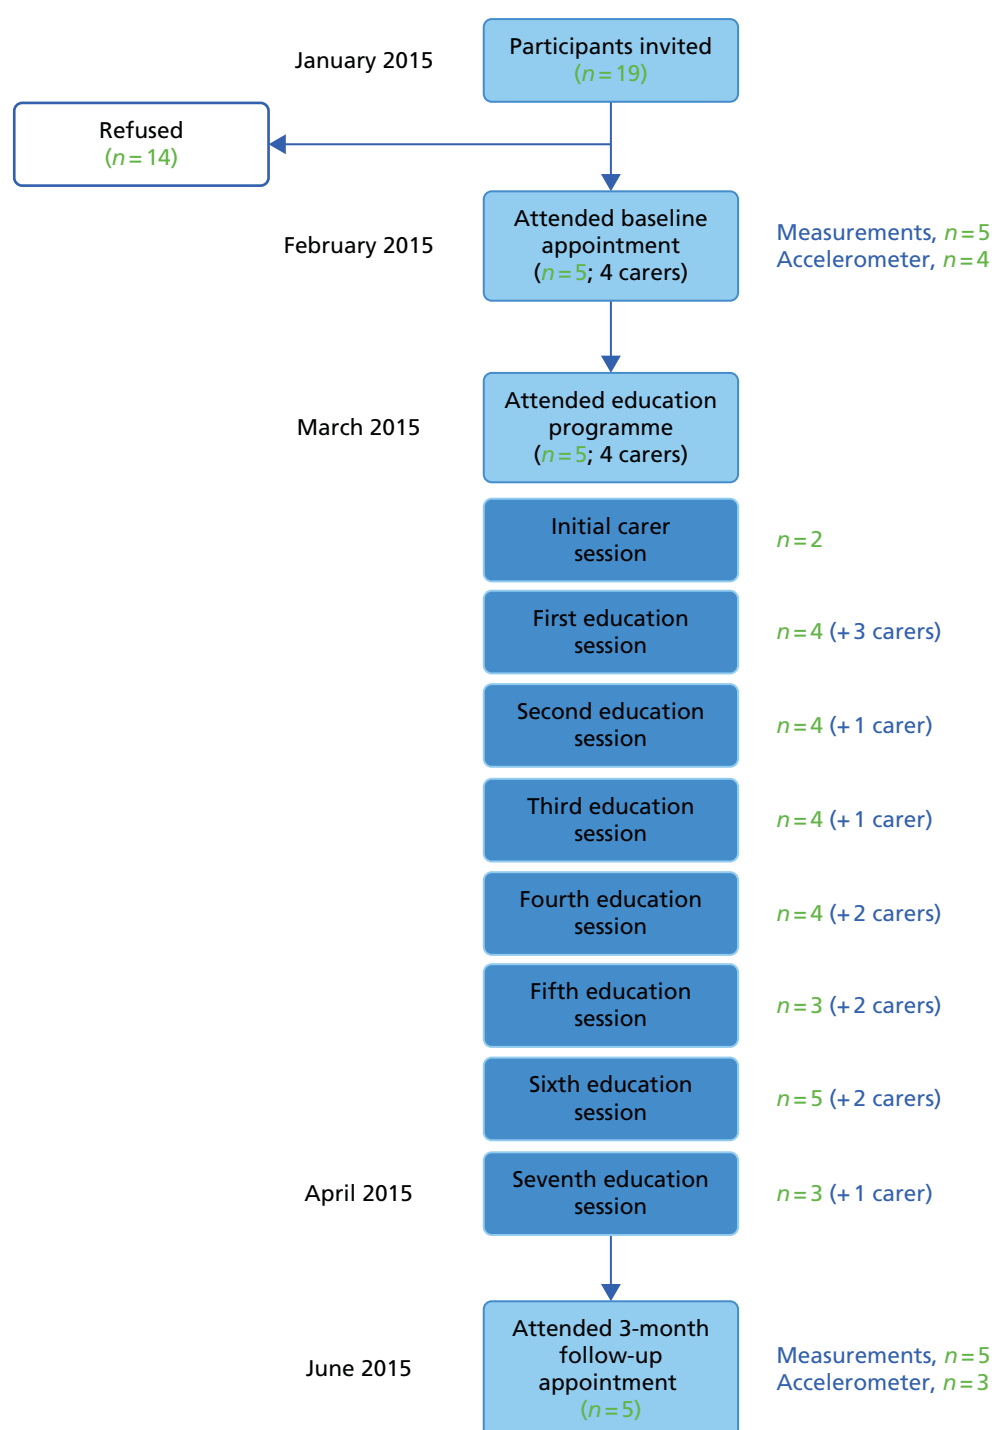 January 2015
Participants invited
(n=19)
Refused
(n=14)
February 2015
Attended baseline
appointment
(n=5; 4 carers)
Measurements, n=5
Accelerometer, n=4
March 2015
Attended education
programme
(n=5; 4 carers)
Initial carer
session
n=2
First education
session
n=4 (+3 carers)
Second education
session
n=4 (+1 carer)
Third education
session
n=4 (+1 carer)
Fourth education
session
n=4 (+2 carers)
Fifth education
session
n=3 (+2 carers)
Sixth education
session
n=5 (+2 carers)
April 2015
Seventh education
session
n=3 (+1 carer)
June 2015
Attended 3-month
follow-up
appointment
(n=5)
Measurements, n=5
Accelerometer, n=3